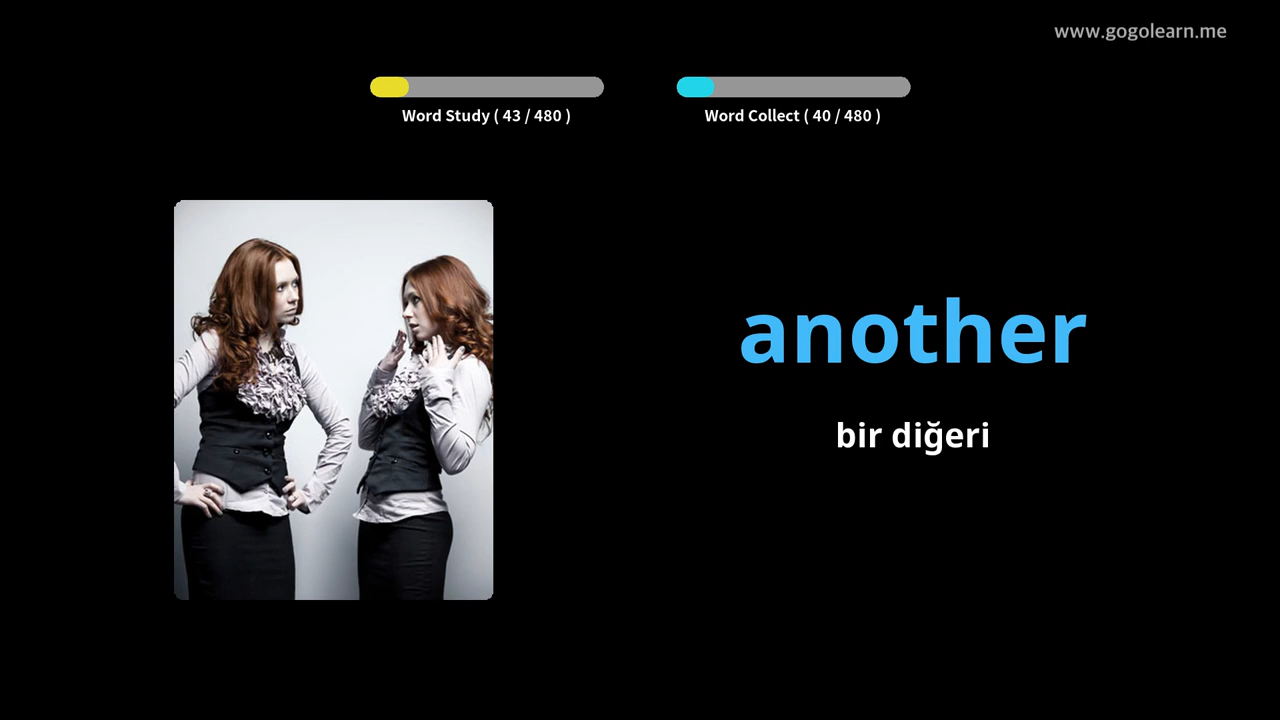 www.gogolearn.me
Word Study ( 43 / 480 )
Word Collect ( 40 / 480 )
another
bir diğeri